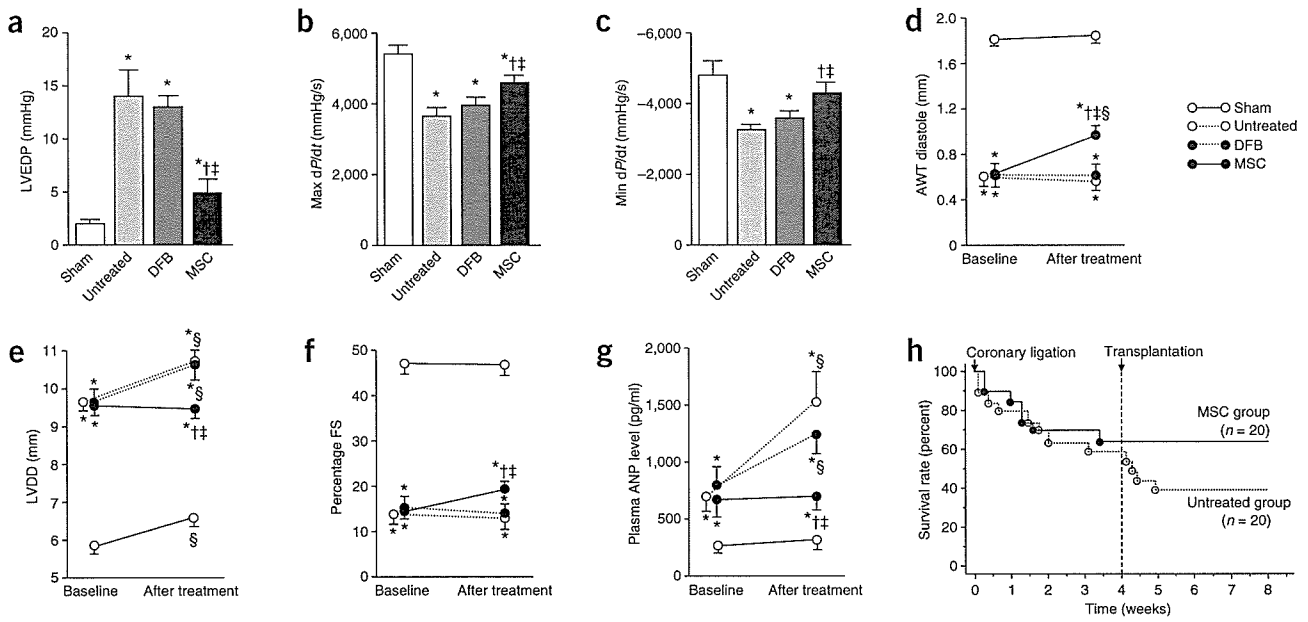 a
20
15
10
5
0
LVEDP (mmHg)
*
*
*†‡
Sham
Untreated
DFB
MSC
b
6,000
4,000
2,000
0
Max dP/dt (mmHg/s)
*
*
*†‡
Sham
Untreated
DFB
MSC
c
–6,000
–4,000
–2,000
–0
Min dP/dt (mmHg/s)
*
*
†‡
Sham
Untreated
DFB
MSC
d
2.0
1.6
1.2
0.8
0.4
0
AWT diastole (mm)
*†‡§
*
*
*
*
*
Baseline
After treatment
Sham
Untreated
DFB
MSC
e
11
10
9
8
7
6
5
LVDD (mm)
*§
*
*§
*
*
*†‡
§
Baseline
After treatment
f
50
40
30
20
10
0
Percentage FS
*†‡
*
*
*
*
*
Baseline
After treatment
g
2,000
1,500
1,000
500
0
Plasma ANP level (pg/ml)
*§
*
*§
*
*
*†‡
Baseline
After treatment
h
Coronary ligation
Transplantation
100
80
60
40
20
0
Survival rate (percent)
MSC group
(n = 20)
Untreated group
(n = 20)
0 1 2 3 4 5 6 7 8
Time (weeks)